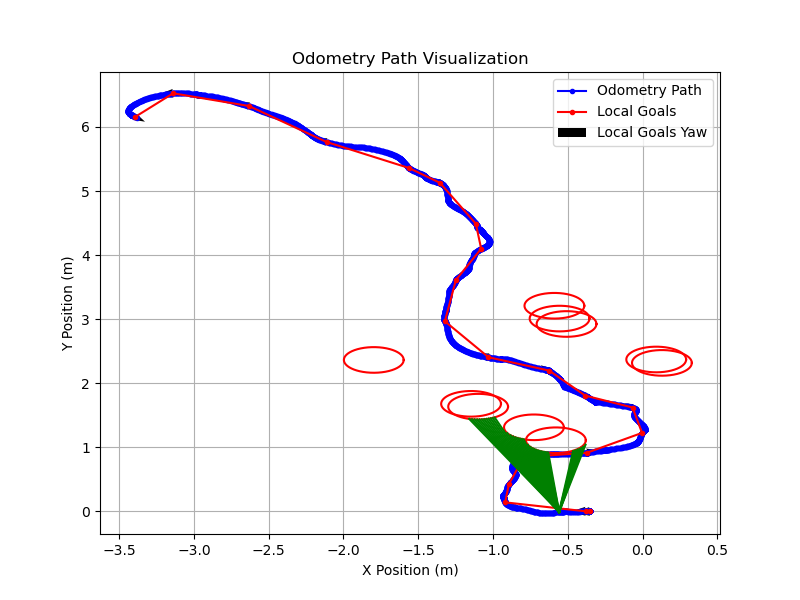 Odometry Path Visualization
Odometry Path
Local Goals
Local Goals Yaw
Y Position (m)
6
5
4
3
2
1
0
−3.5 −3.0 −2.5 −2.0 −1.5 −1.0 −0.5 0.0 0.5
X Position (m)